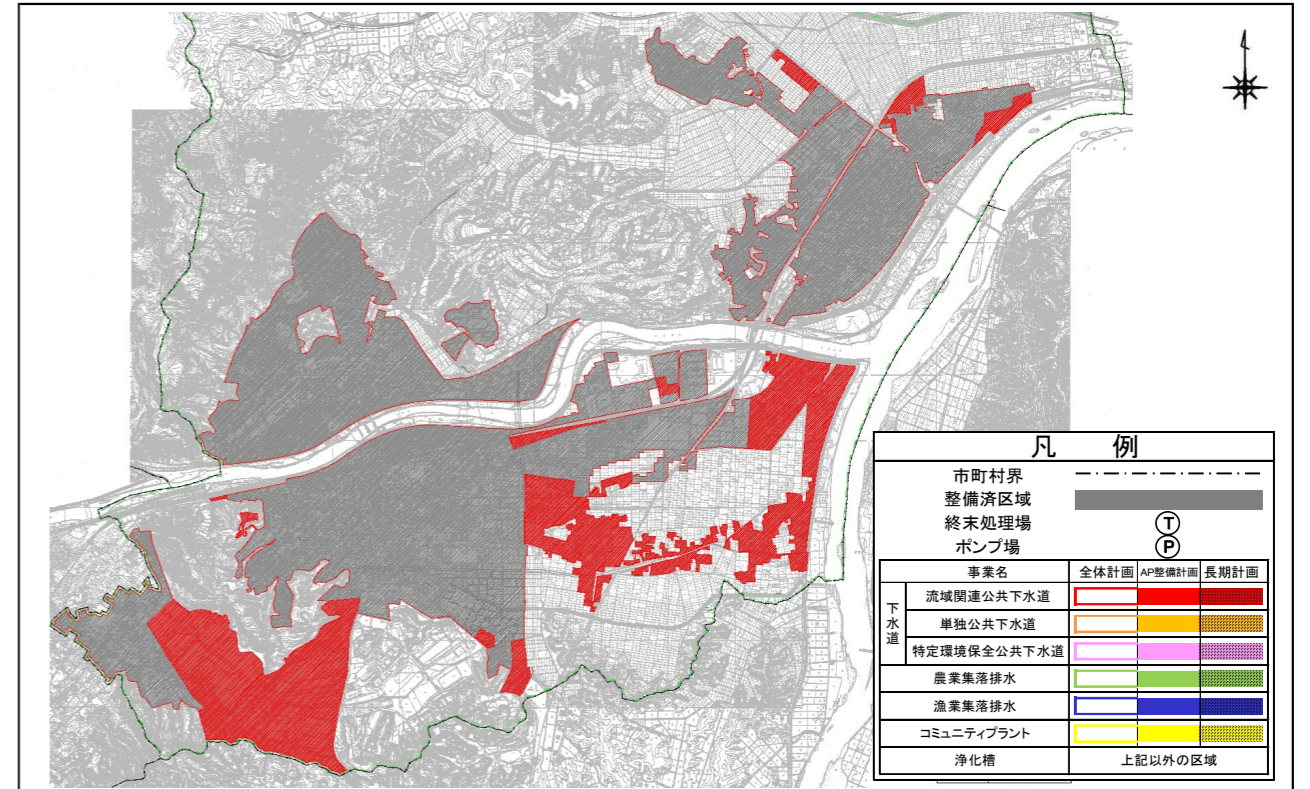 凡 例
市町村界
整備済区域
終末処理場 T
ポンプ場 P
事業名 全体計画 AP整備計画 長期計画
下水道
流域関連公共下水道
単独公共下水道
特定環境保全公共下水道
農業集落排水
漁業集落排水
コミュニティプラント
浄化槽 上記以外の区域